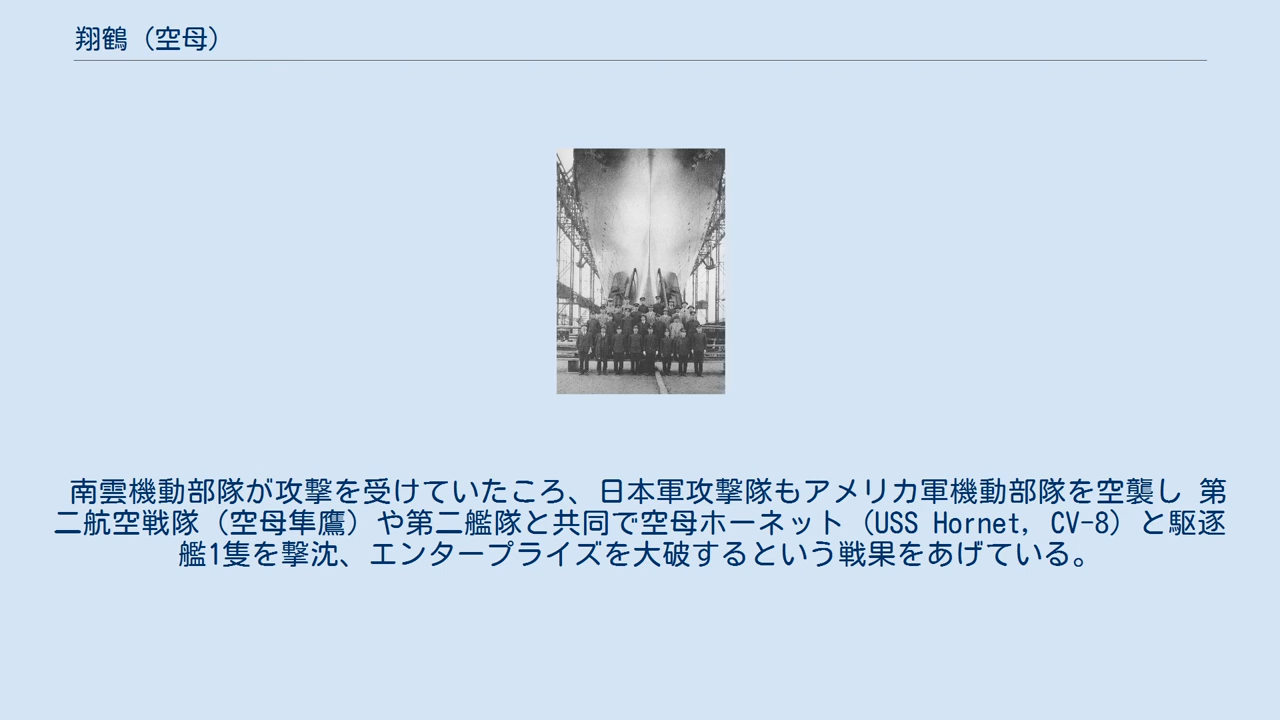 翔鶴（空母）
南雲機動部隊が攻撃を受けていたころ、日本軍攻撃隊もアメリカ軍機動部隊を空襲し 第
二航空戦隊（空母隼鷹）や第二艦隊と共同で空母ホーネット（USS Hornet, CV-8）と駆逐
艦1隻を撃沈、エンタープライズを大破するという戦果をあげている。